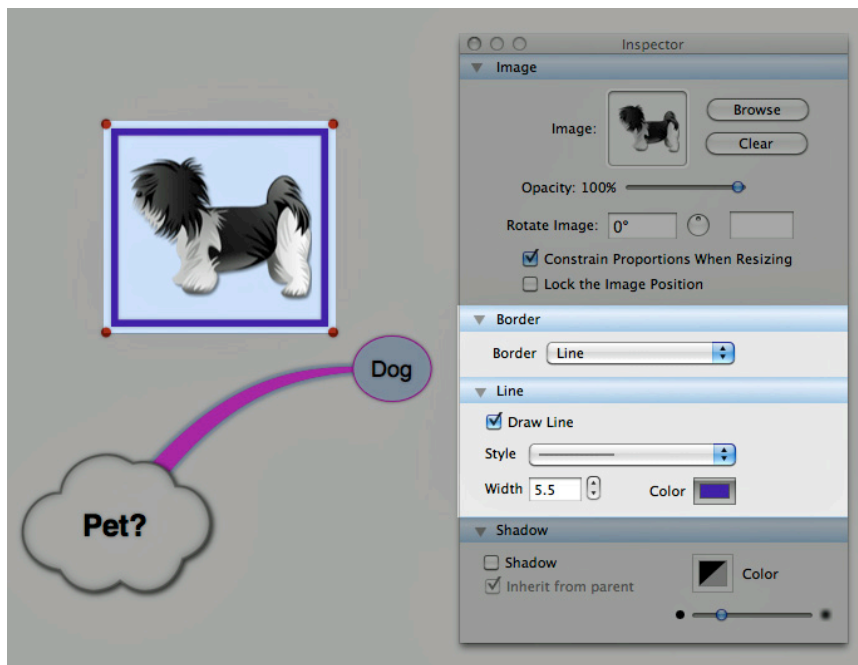 Inspector
Image
Image:
Browse
Clear
Opacity: 100%
Rotate Image: 0°
Constrain Proportions When Resizing
Lock the Image Position
Border
Border Line
Line
Draw Line
Style
Width 5.5 Color
Shadow
Shadow
Inherit from parent
Color
Dog
Pet?